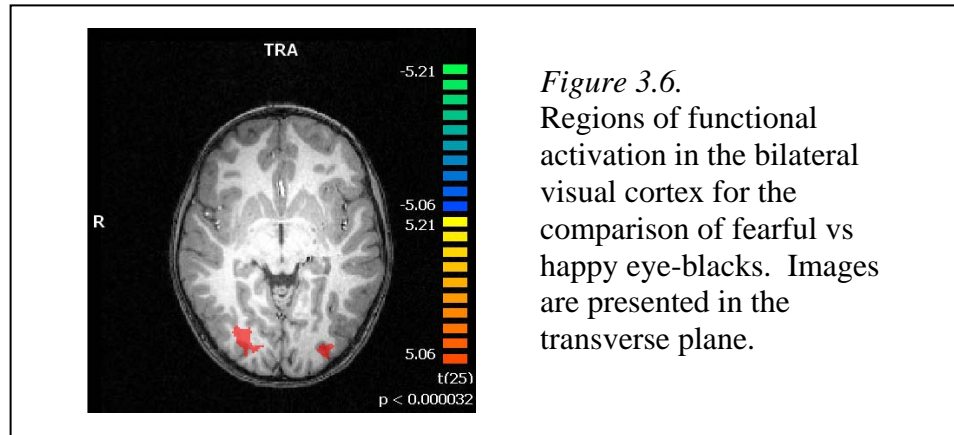 TRA
-5.21
-5.06
5.21
R
5.06
t(25)
p < 0.000032
Figure 3.6.
Regions of functional
activation in the bilateral
visual cortex for the
comparison of fearful vs
happy eye-blacks.  Images
are presented in the
transverse plane.